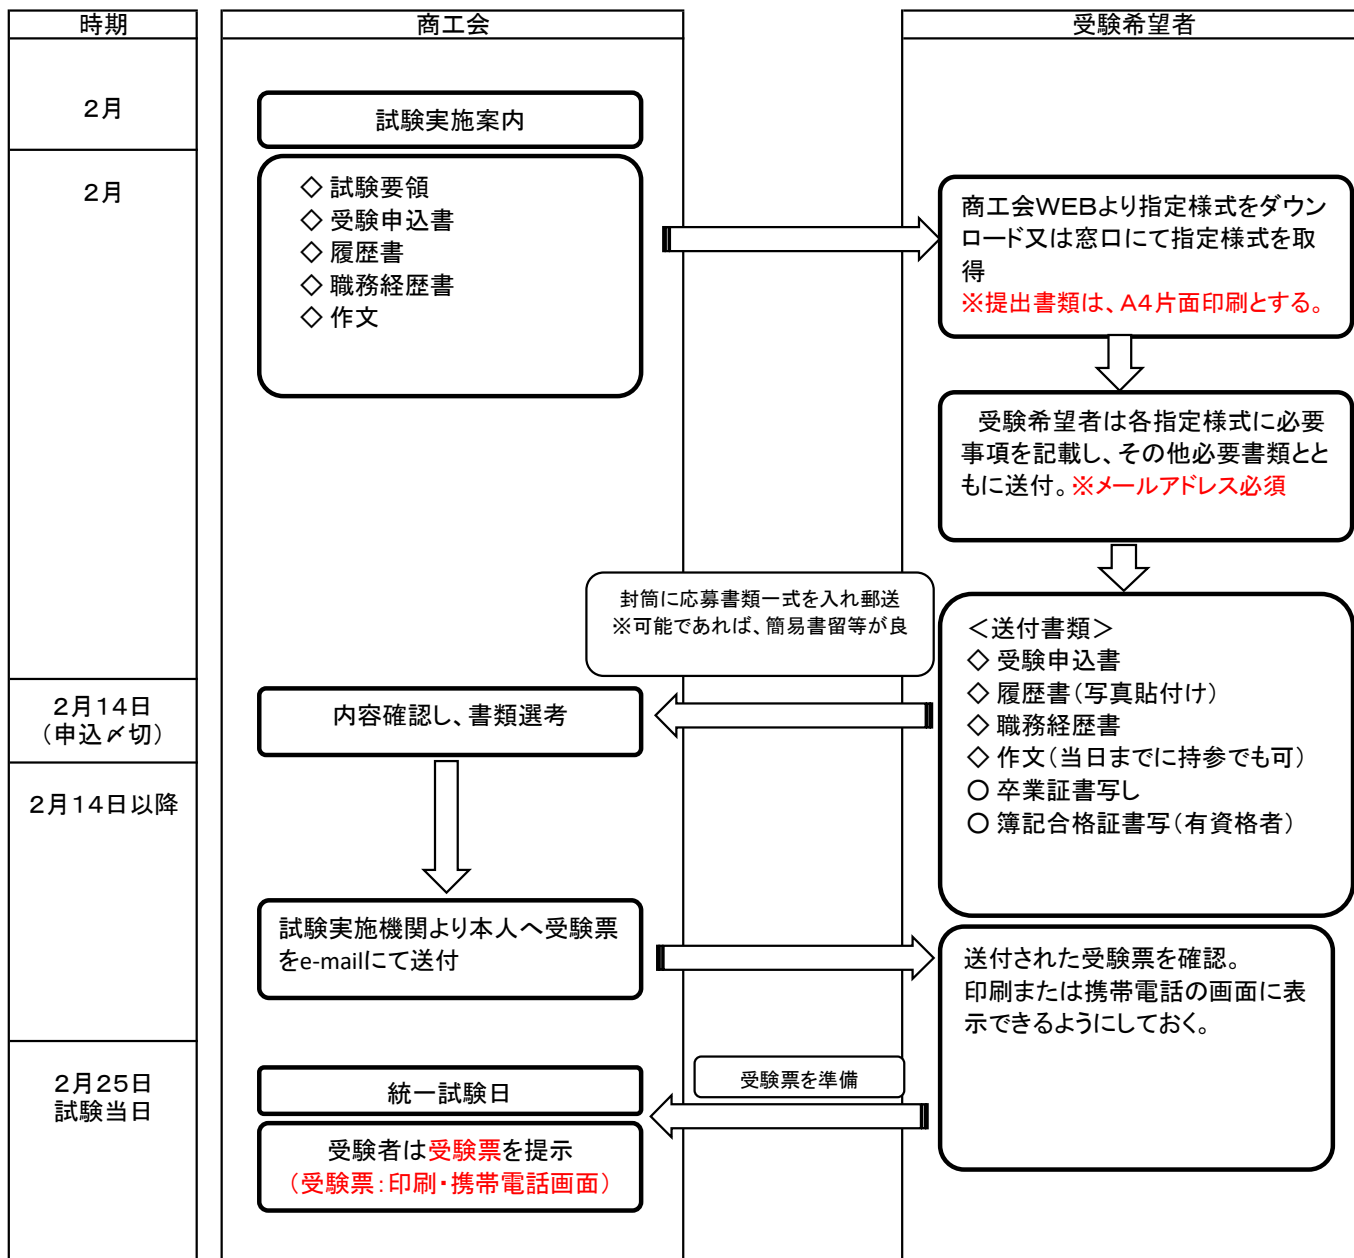 時期
商工会
受験希望者
2月
試験実施案内
2月
◇ 試験要領
◇ 受験申込書
◇ 履歴書
◇ 職務経歴書
◇ 作文
商工会WEBより指定様式をダウン
ロード又は窓口にて指定様式を取
得
※提出書類は、A4片面印刷とする。
受験希望者は各指定様式に必要
事項を記載し、その他必要書類とと
もに送付。※メールアドレス必須
封筒に応募書類一式を入れ郵送
※可能であれば、簡易書留等が良
＜送付書類＞
◇ 受験申込書
◇ 履歴書（写真貼付け）
◇ 職務経歴書
◇ 作文（当日までに持参でも可）
○ 卒業証書写し
○ 簿記合格証書写（有資格者）
2月14日
（申込〆切）
内容確認し、書類選考
2月14日以降
試験実施機関より本人へ受験票
をe-mailにて送付
送付された受験票を確認。
印刷または携帯電話の画面に表
示できるようにしておく。
2月25日
試験当日
統一試験日
受験票を準備
受験者は受験票を提示
（受験票：印刷・携帯電話画面）